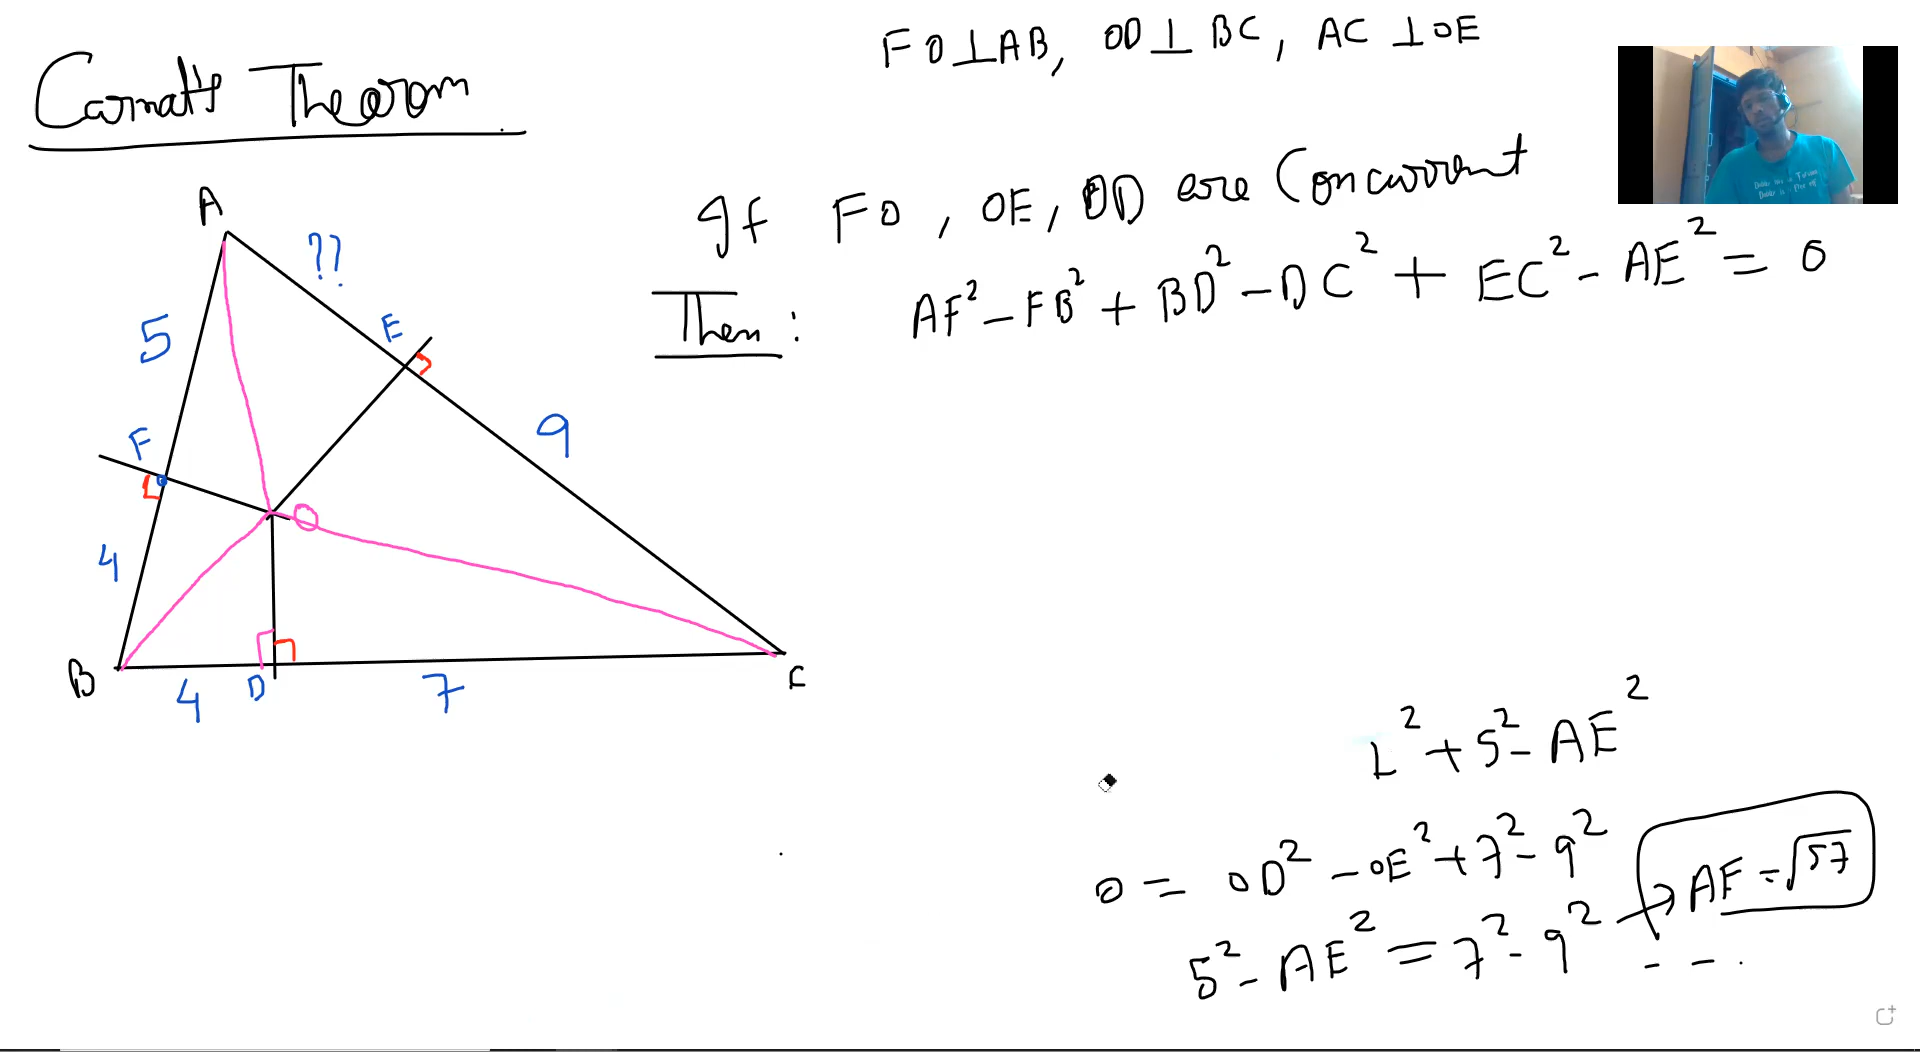 Carnot's Theorem
FO⊥AB, OD⊥BC, AC⊥OE
If FO, OE, OD are Concurrent
Then: AF² - FB² + BD² - DC² + EC² - AE² = 0
A
??
5
E
F
9
O
4
B
4
D
7
C
L² + 5² - AE²
0 = OD² - OE² + 7² - 9²
5² - AE² = 7² - 9² → AF = √57
- - .